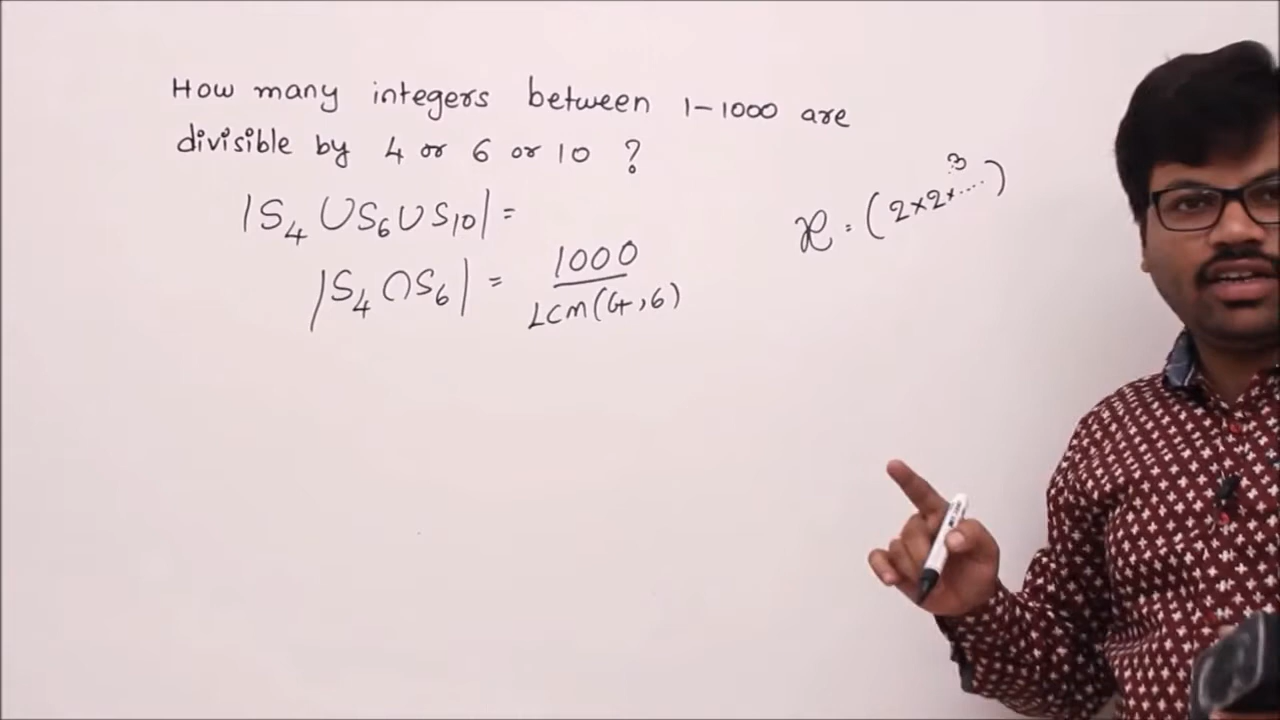 How many integers between 1-1000 are
divisible by 4 or 6 or 10 ?
|S₄ ∪ S₆ ∪ S₁₀| =
x = (2×2×....3)
|S₄ ∩ S₆| = 1000
LCM(4,6)